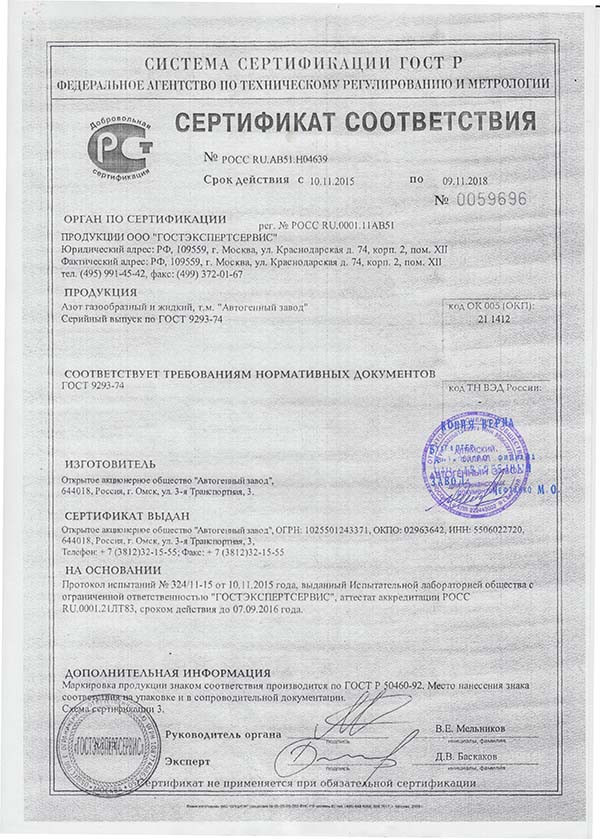 СИСТЕМА СЕРТИФИКАЦИИ ГОСТ Р
ФЕДЕРАЛЬНОЕ АГЕНТСТВО ПО ТЕХНИЧЕСКОМУ РЕГУЛИРОВАНИЮ И МЕТРОЛОГИИ
Добровольная
РСТ
сертификация
СЕРТИФИКАТ СООТВЕТСТВИЯ
№ РОСС RU.АВ51.Н04639
Срок действия с 10.11.2015 по 09.11.2018
№ 0059696
ОРГАН ПО СЕРТИФИКАЦИИ
рег. № РОСС RU.0001.11АВ51
ПРОДУКЦИИ ООО "ГОСТЭКСПЕРТСЕРВИС"
Юридический адрес: РФ, 109559, г. Москва, ул. Краснодарская д. 74, корп. 2, пом. XII
Фактический адрес: РФ, 109559, г. Москва, ул. Краснодарская д. 74, корп. 2, пом. XII
тел. (495) 991-45-42, факс: (499) 372-01-67
ПРОДУКЦИЯ
Азот газообразный и жидкий, т.м. "Автогенный завод"
Серийный выпуск по ГОСТ 9293-74
код ОК 005 (ОКП):
21 1412
СООТВЕТСТВУЕТ ТРЕБОВАНИЯМ НОРМАТИВНЫХ ДОКУМЕНТОВ
ГОСТ 9293-74
код ТН ВЭД России:
-
КОПИЯ ВЕРНА
АВТОГЕННЫЙ
ЗАВОД
М.О.
ИЗГОТОВИТЕЛЬ
Открытое акционерное общество "Автогенный завод",
644018, Россия, г. Омск, ул. 3-я Транспортная, 3,
СЕРТИФИКАТ ВЫДАН
Открытое акционерное общество "Автогенный завод", ОГРН: 1025501243371, ОКПО: 02963642, ИНН: 5506022720,
644018, Россия, г. Омск, ул. 3-я Транспортная, 3,
Телефон: + 7 (3812)32-15-55; Факс: + 7 (3812)32-15-55
НА ОСНОВАНИИ
Протокол испытаний № 324/11-15 от 10.11.2015 года, выданный Испытательной лабораторией общества с
ограниченной ответственностью "ГОСТЭКСПЕРТСЕРВИС", аттестат аккредитации РОСС
RU.0001.21ЛТ83, сроком действия до 07.09.2016 года.
ДОПОЛНИТЕЛЬНАЯ ИНФОРМАЦИЯ
Маркировка продукции знаком соответствия производится по ГОСТ Р 50460-92. Место нанесения знака
соответствия на упаковке и в сопроводительной документации.
Схема сертификации 3.
"ГОСТЭКСПЕРТСЕРВИС"
Руководитель органа
подпись
В.Е. Мельников
инициалы, фамилия
Эксперт
подпись
Д.В. Баскаков
инициалы, фамилия
Сертификат не применяется при обязательной сертификации